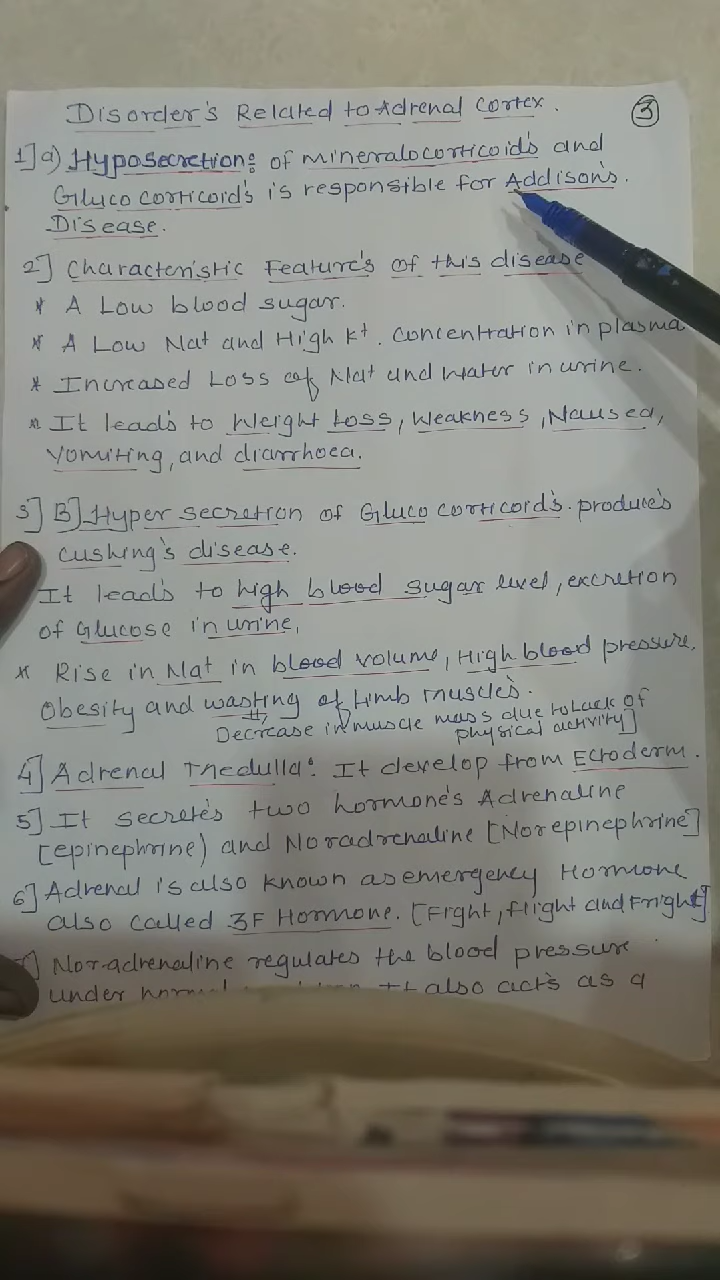 Disorder's Related to Adrenal Cortex. 3
1] a) Hyposecretion: of mineralocorticoid's and
Gluco corticoid's is responsible for Addison's.
Disease.
2] Characteristic Feature's of this disease
* A Low blood sugar.
* A Low Na+ and High K+. Concentration in plasma
* Increased Loss of Na+ and water in urine.
* It lead's to Weight Loss, Weakness, Nausea,
Vomiting, and diarrhoea.
3] B] Hyper secretion of Gluco corticoid's. produce's
cushing's disease.
It lead's to high blood sugar level, excretion
of Glucose in urine,
* Rise in Na+ in blood volume, High blood pressure,
Obesity and wasting of limb muscle's.
Decrease in muscle mass due to Lack of
physical activity]
4] Adrenal medulla: It develop from Ectoderm.
5] It secrete's two hormone's Adrenaline
[epinephrine) and Noradrenaline [Norepinephrine]
6] Adrenal is also known as emergency Hormone
also called 3F Hormone. [Fight, flight and Fright]
] Nor-adrenaline regulates the blood pressure
under It also act's as a